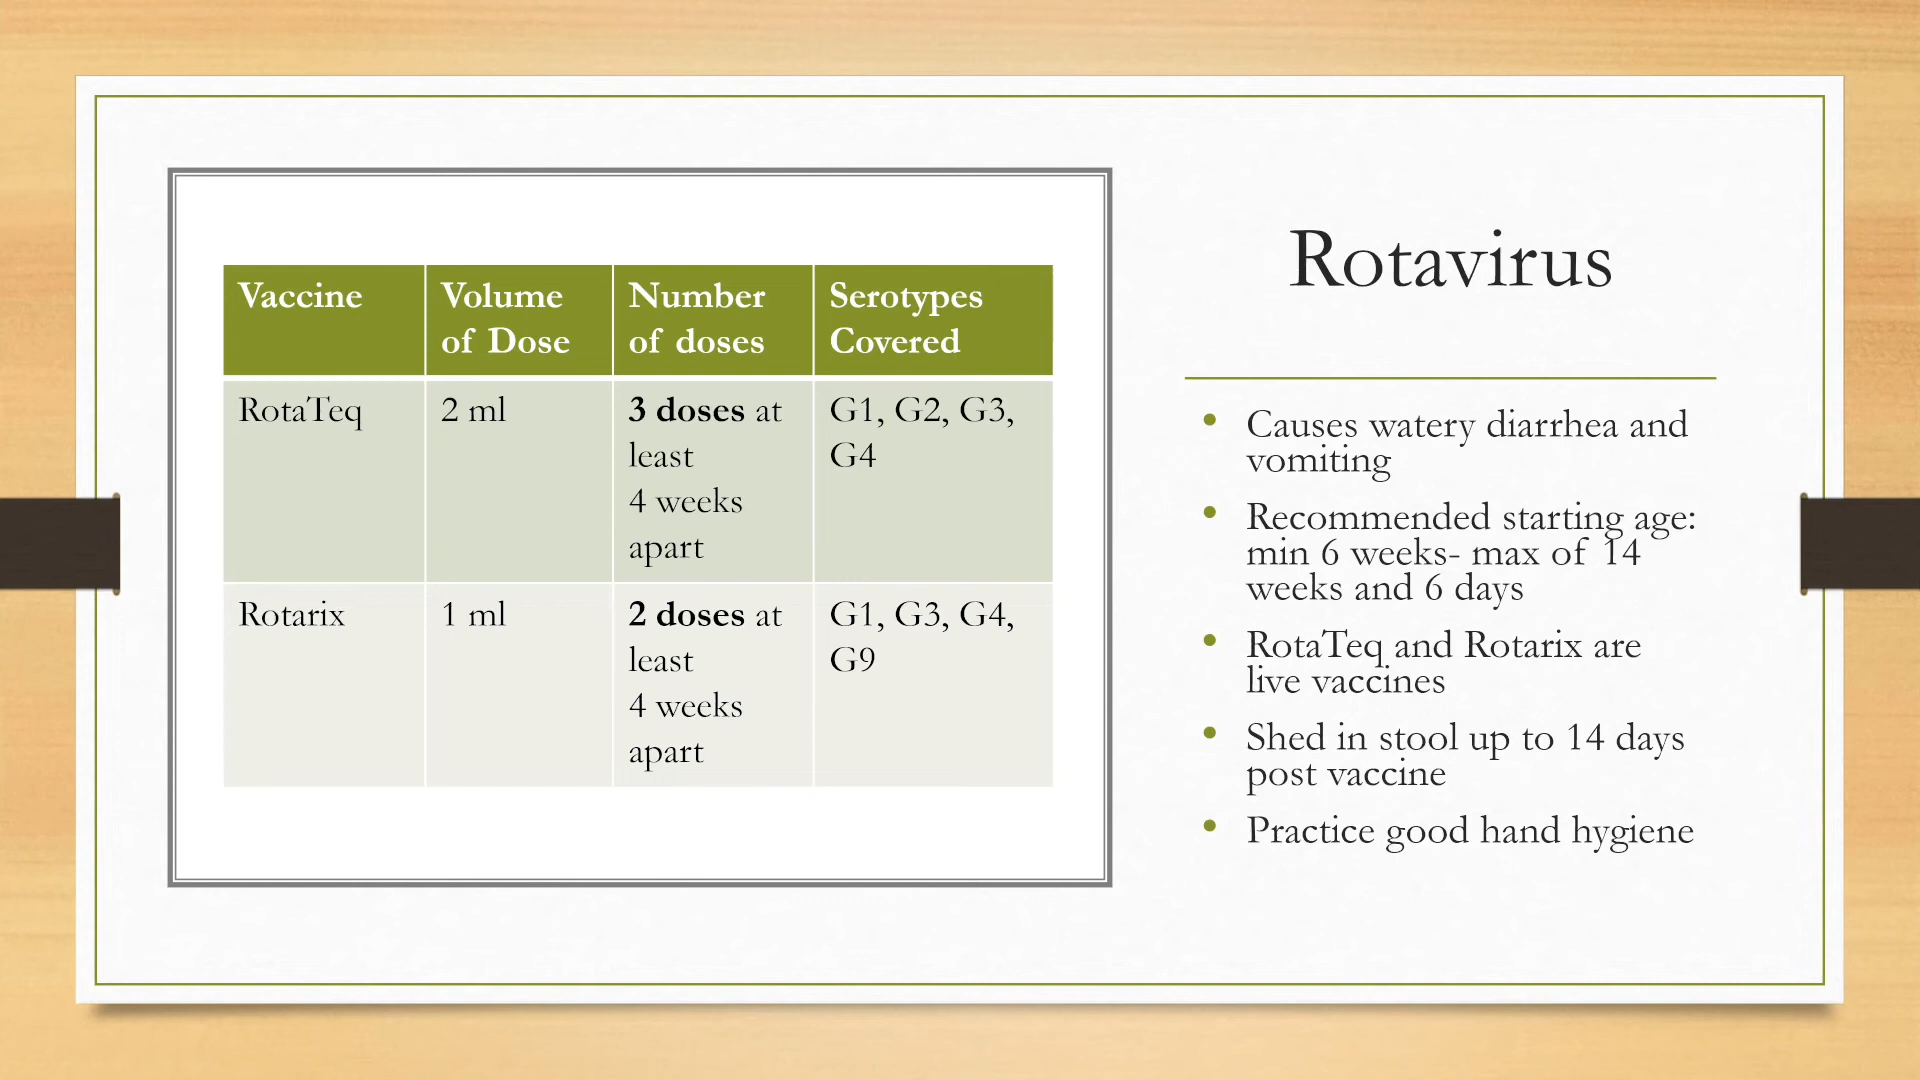 Rotavirus
Vaccine
Volume
of Dose
Number
of doses
Serotypes
Covered
RotaTeq
2 ml
3 doses at
least
4 weeks
apart
G1, G2, G3,
G4
Rotarix
1 ml
2 doses at
least
4 weeks
apart
G1, G3, G4,
G9
• Causes watery diarrhea and
vomiting
• Recommended starting age:
min 6 weeks- max of 14
weeks and 6 days
• RotaTeq and Rotarix are
live vaccines
• Shed in stool up to 14 days
post vaccine
• Practice good hand hygiene